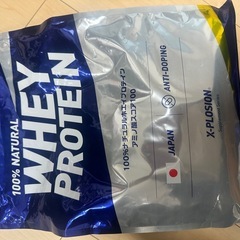 100% NATURAL
WHEY
PROTEIN
100%ナチュラルホエイプロテイン
アミノ酸スコア100
JAPAN
ANTI-DOPING
X-PLOSION